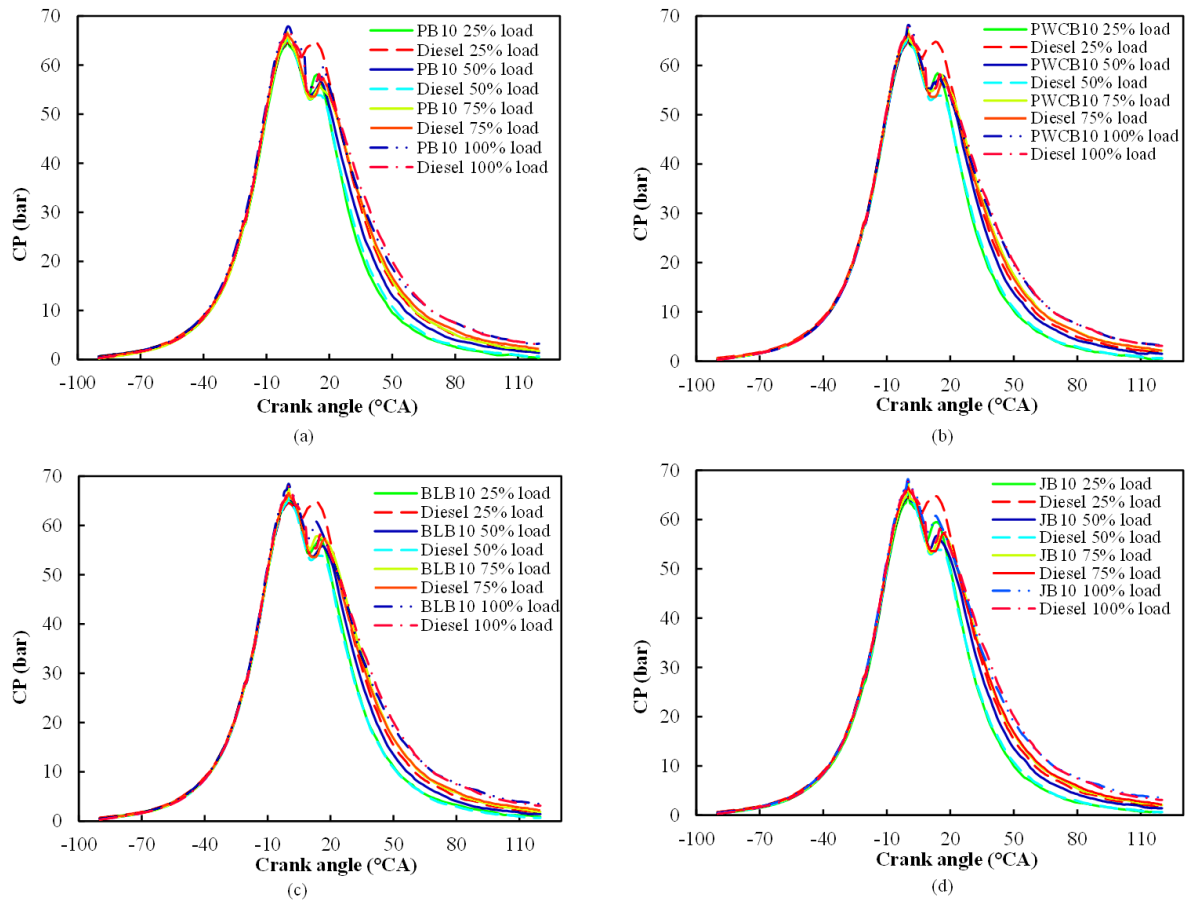 70
60
50
40
30
20
10
0
CP (bar)
PB10 25% load
Diesel 25% load
PB10 50% load
Diesel 50% load
PB10 75% load
Diesel 75% load
PB10 100% load
Diesel 100% load
-100 -70 -40 -10 20 50 80 110
Crank angle (°CA)
(a)
70
60
50
40
30
20
10
0
CP (bar)
PWCB10 25% load
Diesel 25% load
PWCB10 50% load
Diesel 50% load
PWCB10 75% load
Diesel 75% load
PWCB10 100% load
Diesel 100% load
-100 -70 -40 -10 20 50 80 110
Crank angle (°CA)
(b)
70
60
50
40
30
20
10
0
CP (bar)
BLB10 25% load
Diesel 25% load
BLB10 50% load
Diesel 50% load
BLB10 75% load
Diesel 75% load
BLB10 100% load
Diesel 100% load
-100 -70 -40 -10 20 50 80 110
Crank angle (°CA)
(c)
70
60
50
40
30
20
10
0
CP (bar)
JB10 25% load
Diesel 25% load
JB10 50% load
Diesel 50% load
JB10 75% load
Diesel 75% load
JB10 100% load
Diesel 100% load
-100 -70 -40 -10 20 50 80 110
Crank angle (°CA)
(d)